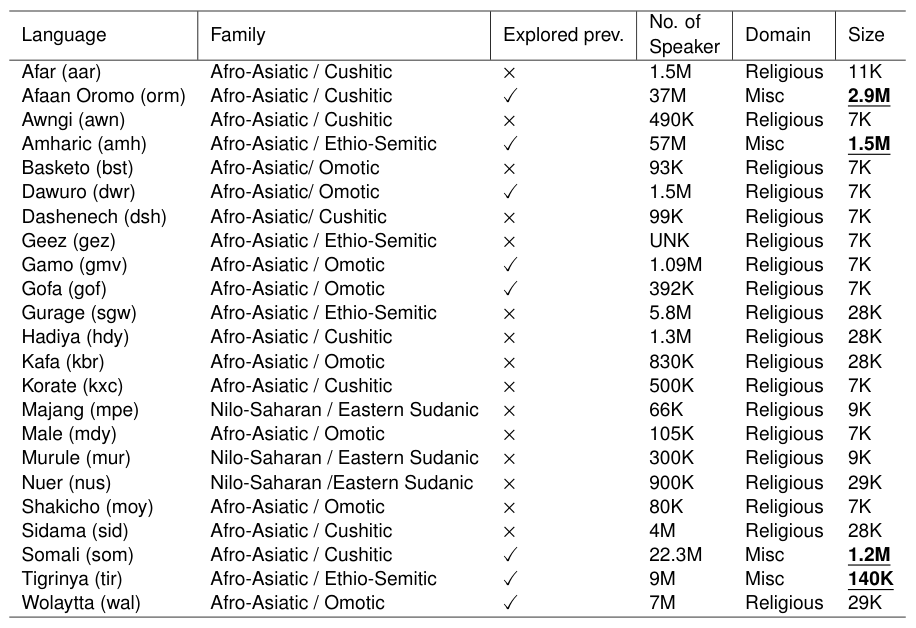 Language Family Explored prev. No. of Speaker Domain Size
Afar (aar) Afro-Asiatic / Cushitic × 1.5M Religious 11K
Afaan Oromo (orm) Afro-Asiatic / Cushitic ✓ 37M Misc 2.9M
Awngi (awn) Afro-Asiatic / Cushitic × 490K Religious 7K
Amharic (amh) Afro-Asiatic / Ethio-Semitic ✓ 57M Misc 1.5M
Basketo (bst) Afro-Asiatic/ Omotic × 93K Religious 7K
Dawuro (dwr) Afro-Asiatic/ Omotic ✓ 1.5M Religious 7K
Dashenech (dsh) Afro-Asiatic/ Cushitic × 99K Religious 7K
Geez (gez) Afro-Asiatic / Ethio-Semitic × UNK Religious 7K
Gamo (gmv) Afro-Asiatic / Omotic ✓ 1.09M Religious 7K
Gofa (gof) Afro-Asiatic / Omotic ✓ 392K Religious 7K
Gurage (sgw) Afro-Asiatic / Ethio-Semitic × 5.8M Religious 28K
Hadiya (hdy) Afro-Asiatic / Cushitic × 1.3M Religious 28K
Kafa (kbr) Afro-Asiatic / Omotic × 830K Religious 28K
Korate (kxc) Afro-Asiatic / Cushitic × 500K Religious 7K
Majang (mpe) Nilo-Saharan / Eastern Sudanic × 66K Religious 9K
Male (mdy) Afro-Asiatic / Omotic × 105K Religious 7K
Murule (mur) Nilo-Saharan / Eastern Sudanic × 300K Religious 9K
Nuer (nus) Nilo-Saharan /Eastern Sudanic × 900K Religious 29K
Shakicho (moy) Afro-Asiatic / Omotic × 80K Religious 7K
Sidama (sid) Afro-Asiatic / Cushitic × 4M Religious 28K
Somali (som) Afro-Asiatic / Cushitic ✓ 22.3M Misc 1.2M
Tigrinya (tir) Afro-Asiatic / Ethio-Semitic ✓ 9M Misc 140K
Wolaytta (wal) Afro-Asiatic / Omotic ✓ 7M Religious 29K